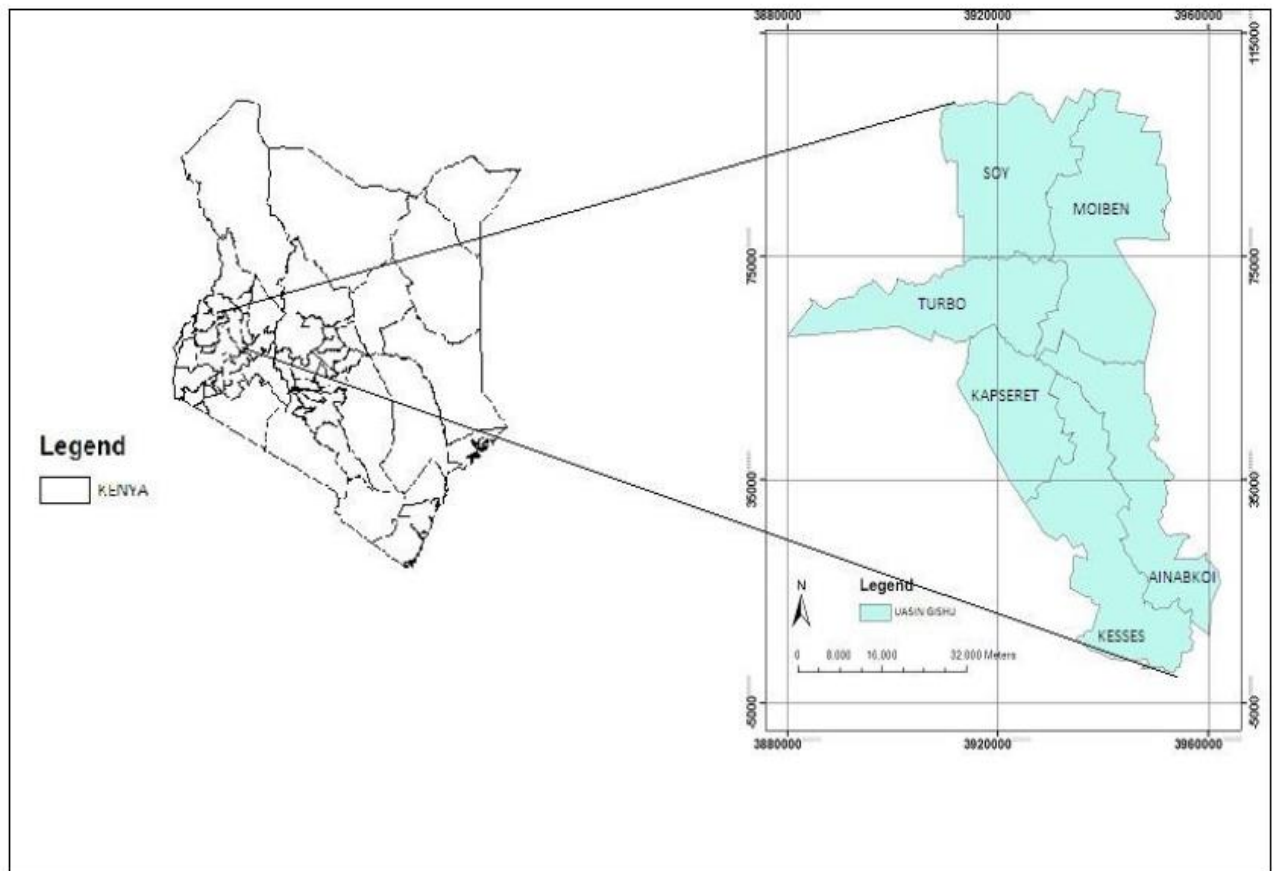 Legend
KENYA
3880000
3920000
3960000
115000
SOY
MOIBEN
75000
75000
TURBO
KAPSERET
35000
35000
AINABKOI
N
Legend
UASIN GISHU
KESSES
0 8.000 16.000 32.000 Meters
-5000
-5000
3880000
3920000
3960000